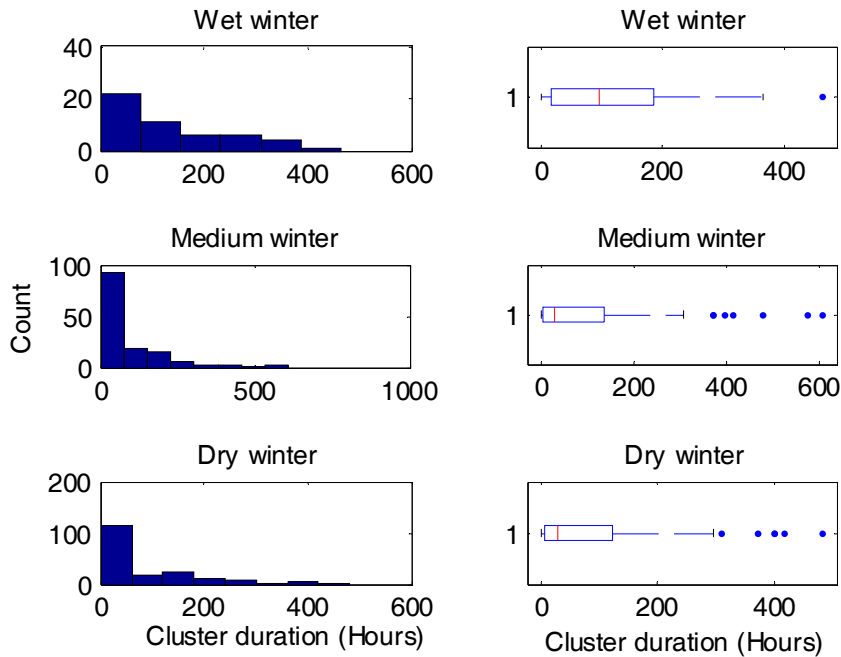 Wet winter
Wet winter
40
20
0
0 200 400 600
1
0 200 400
Medium winter
Medium winter
Count
100
50
0
0 500 1000
1
0 200 400 600
Dry winter
Dry winter
200
100
0
0 200 400 600
1
0 200 400
Cluster duration (Hours)
Cluster duration (Hours)